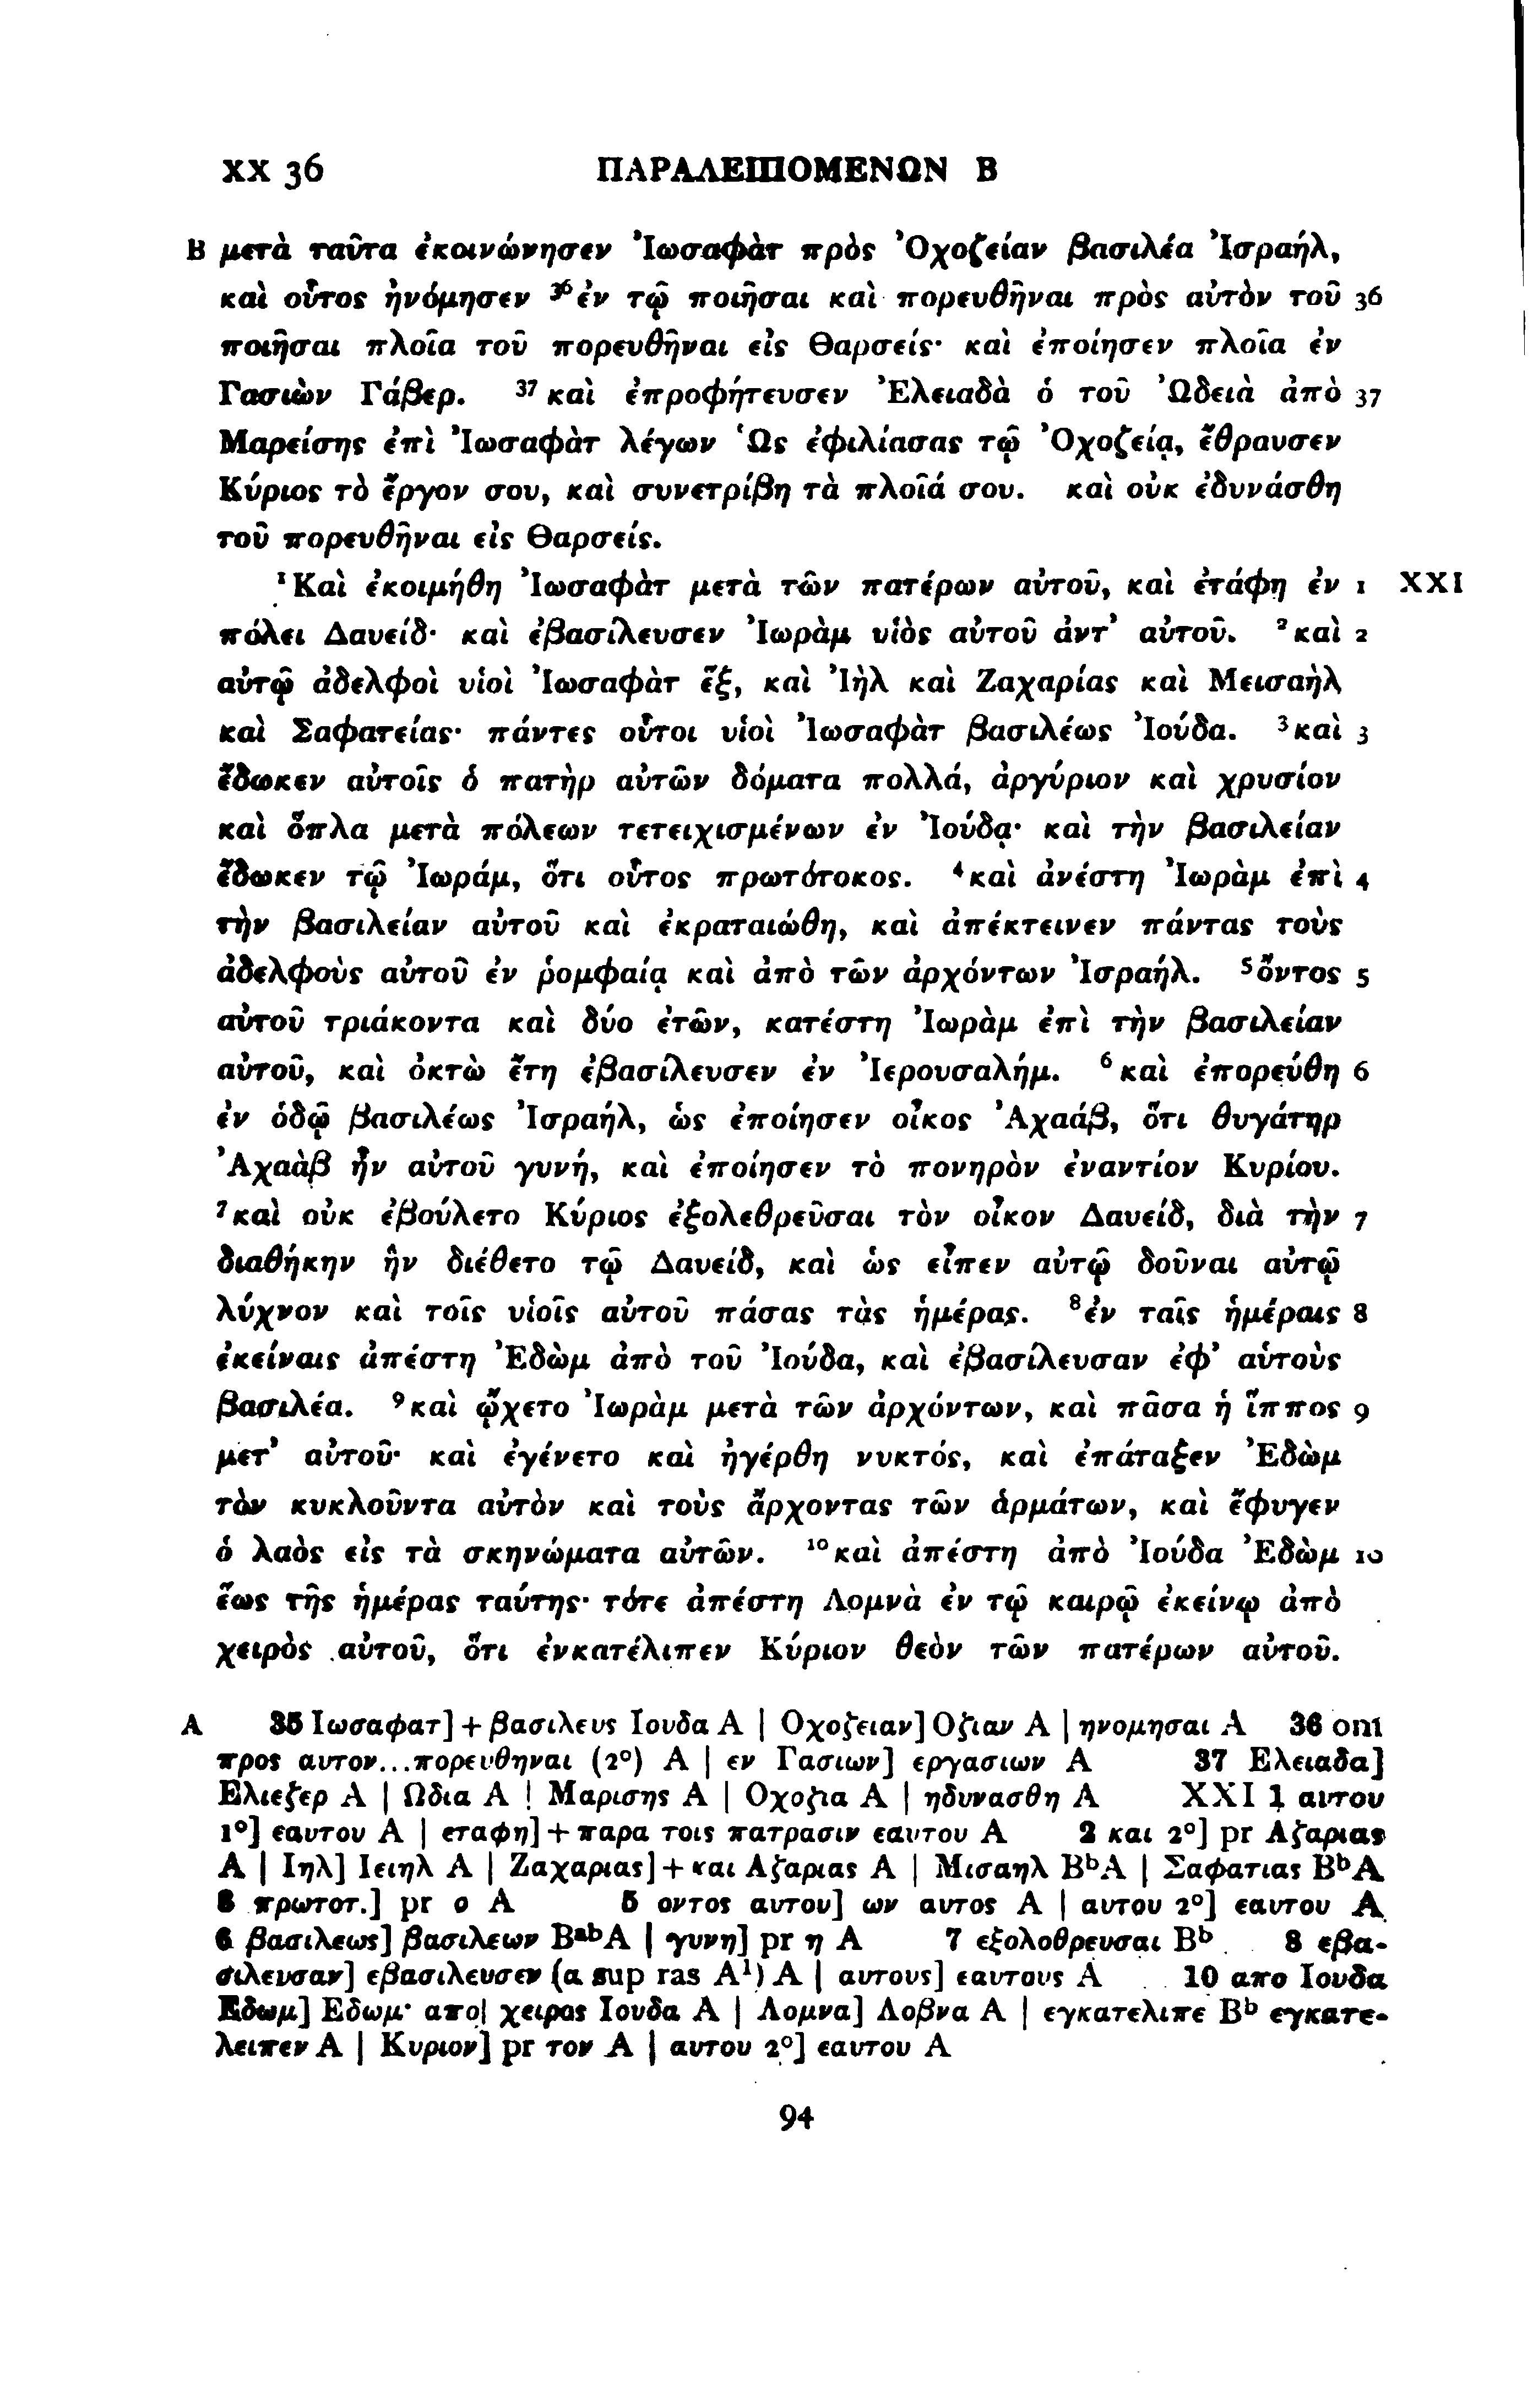 XX 36 ΠΑΡΑΛΕΙΠΟΜΕΝΩΝ Β
B μετὰ ταῦτα ἐκοινώνησεν Ἰωσαφὰτ πρὸς Ὀχοζείαν βασιλέα Ἰσραήλ,
καὶ οὗτος ἠνόμησεν ³⁶ἐν τῷ ποιῆσαι καὶ πορευθῆναι πρὸς αὐτὸν τοῦ 36
ποιῆσαι πλοῖα τοῦ πορευθῆναι εἰς Θαρσείς· καὶ ἐποίησεν πλοῖα ἐν
Γασιὼν Γάβερ. ³⁷καὶ ἐπροφήτευσεν Ἐλειαδὰ ὁ τοῦ Ὠδειὰ ἀπὸ 37
Μαρείσης ἐπὶ Ἰωσαφὰτ λέγων Ὡς ἐφιλίασας τῷ Ὀχοζείᾳ, ἔθραυσεν
Κύριος τὸ ἔργον σου, καὶ συνετρίβη τὰ πλοῖά σου. καὶ οὐκ ἐδυνάσθη
τοῦ πορευθῆναι εἰς Θαρσείς.
¹Καὶ ἐκοιμήθη Ἰωσαφὰτ μετὰ τῶν πατέρων αὐτοῦ, καὶ ἐτάφη ἐν 1 XXI
πόλει Δαυείδ· καὶ ἐβασίλευσεν Ἰωρὰμ υἱὸς αὐτοῦ ἀντ’ αὐτοῦ. ²καὶ 2
αὐτῷ ἀδελφοὶ υἱοὶ Ἰωσαφὰτ ἕξ, καὶ Ἰὴλ καὶ Ζαχαρίας καὶ Μεισαὴλ
καὶ Σαφατείας· πάντες οὗτοι υἱοὶ Ἰωσαφὰτ βασιλέως Ἰούδα. ³καὶ 3
ἔδωκεν αὐτοῖς ὁ πατὴρ αὐτῶν δόματα πολλά, ἀργύριον καὶ χρυσίον
καὶ ὅπλα μετὰ πόλεων τετειχισμένων ἐν Ἰούδᾳ· καὶ τὴν βασιλείαν
ἔδωκεν τῷ Ἰωράμ, ὅτι οὗτος πρωτότοκος. ⁴καὶ ἀνέστη Ἰωρὰμ ἐπὶ 4
τὴν βασιλείαν αὐτοῦ καὶ ἐκραταιώθη, καὶ ἀπέκτεινεν πάντας τοὺς
ἀδελφοὺς αὐτοῦ ἐν ῥομφαίᾳ καὶ ἀπὸ τῶν ἀρχόντων Ἰσραήλ. ⁵ὄντος 5
αὐτοῦ τριάκοντα καὶ δύο ἐτῶν, κατέστη Ἰωρὰμ ἐπὶ τὴν βασιλείαν
αὐτοῦ, καὶ ὀκτὼ ἔτη ἐβασίλευσεν ἐν Ἰερουσαλήμ. ⁶καὶ ἐπορεύθη 6
ἐν ὁδῷ βασιλέως Ἰσραήλ, ὡς ἐποίησεν οἶκος Ἀχαάβ, ὅτι θυγάτηρ
Ἀχαὰβ ἦν αὐτοῦ γυνή, καὶ ἐποίησεν τὸ πονηρὸν ἐναντίον Κυρίου.
⁷καὶ οὐκ ἐβούλετο Κύριος ἐξολεθρεῦσαι τὸν οἶκον Δαυείδ, διὰ τὴν 7
διαθήκην ἣν διέθετο τῷ Δαυείδ, καὶ ὡς εἶπεν αὐτῷ δοῦναι αὐτῷ
λύχνον καὶ τοῖς υἱοῖς αὐτοῦ πάσας τὰς ἡμέρας. ⁸ἐν ταῖς ἡμέραις 8
ἐκείναις ἀπέστη Ἐδὼμ ἀπὸ τοῦ Ἰούδα, καὶ ἐβασίλευσαν ἐφ’ αὑτοὺς
βασιλέα. ⁹καὶ ᾤχετο Ἰωρὰμ μετὰ τῶν ἀρχόντων, καὶ πᾶσα ἡ ἵππος 9
μετ’ αὐτοῦ· καὶ ἐγένετο καὶ ἠγέρθη νυκτός, καὶ ἐπάταξεν Ἐδὼμ
τὸν κυκλοῦντα αὐτὸν καὶ τοὺς ἄρχοντας τῶν ἁρμάτων, καὶ ἔφυγεν
ὁ λαὸς εἰς τὰ σκηνώματα αὐτῶν. ¹⁰καὶ ἀπέστη ἀπὸ Ἰούδα Ἐδὼμ 10
ἕως τῆς ἡμέρας ταύτης· τότε ἀπέστη Λομνὰ ἐν τῷ καιρῷ ἐκείνῳ ἀπὸ
χειρὸς αὐτοῦ, ὅτι ἐνκατέλιπεν Κύριον θεὸν τῶν πατέρων αὐτοῦ.
A 35 Ιωσαφατ] + βασιλευς Ιουδα A | Οχοζειαν] Οζιαν A | ηνομησαι A 36 om
προς αυτον...πορευθηναι (2°) A | εν Γασιων] εργασιων A 37 Ελειαδα]
Ελιεζερ A | Ωδια A | Μαρισης A | Οχοζια A | ηδυνασθη A XXI 1 αυτου
1°] εαυτου A | εταφη] + παρα τοις πατρασιν εαυτου A 2 και 2°] pr Αζαριας
A | Ιηλ] Ιειηλ A | Ζαχαριας] + και Αζαριας A | Μισαηλ BᵇA | Σαφατιας BᵇA
3 πρωτοτ.] pr ο A 5 οντος αυτου] ων αυτος A | αυτου 2°] εαυτου A
6 βασιλεως] βασιλεων BᵃᵇA | γυνη] pr η A 7 εξολοθρευσαι Bᵇ 8 εβα-
σιλευσαν] εβασιλευσεν (α sup ras A¹) A | αυτους] εαυτους A 10 απο Ιουδα
Εδωμ] Εδωμ· απο| χειρος Ιουδα A | Λομνα] Λοβνα A | εγκατελιπε Bᵇ εγκατε-
λειπεν A | Κυριον] pr τον A | αυτου 2°] εαυτου A
94